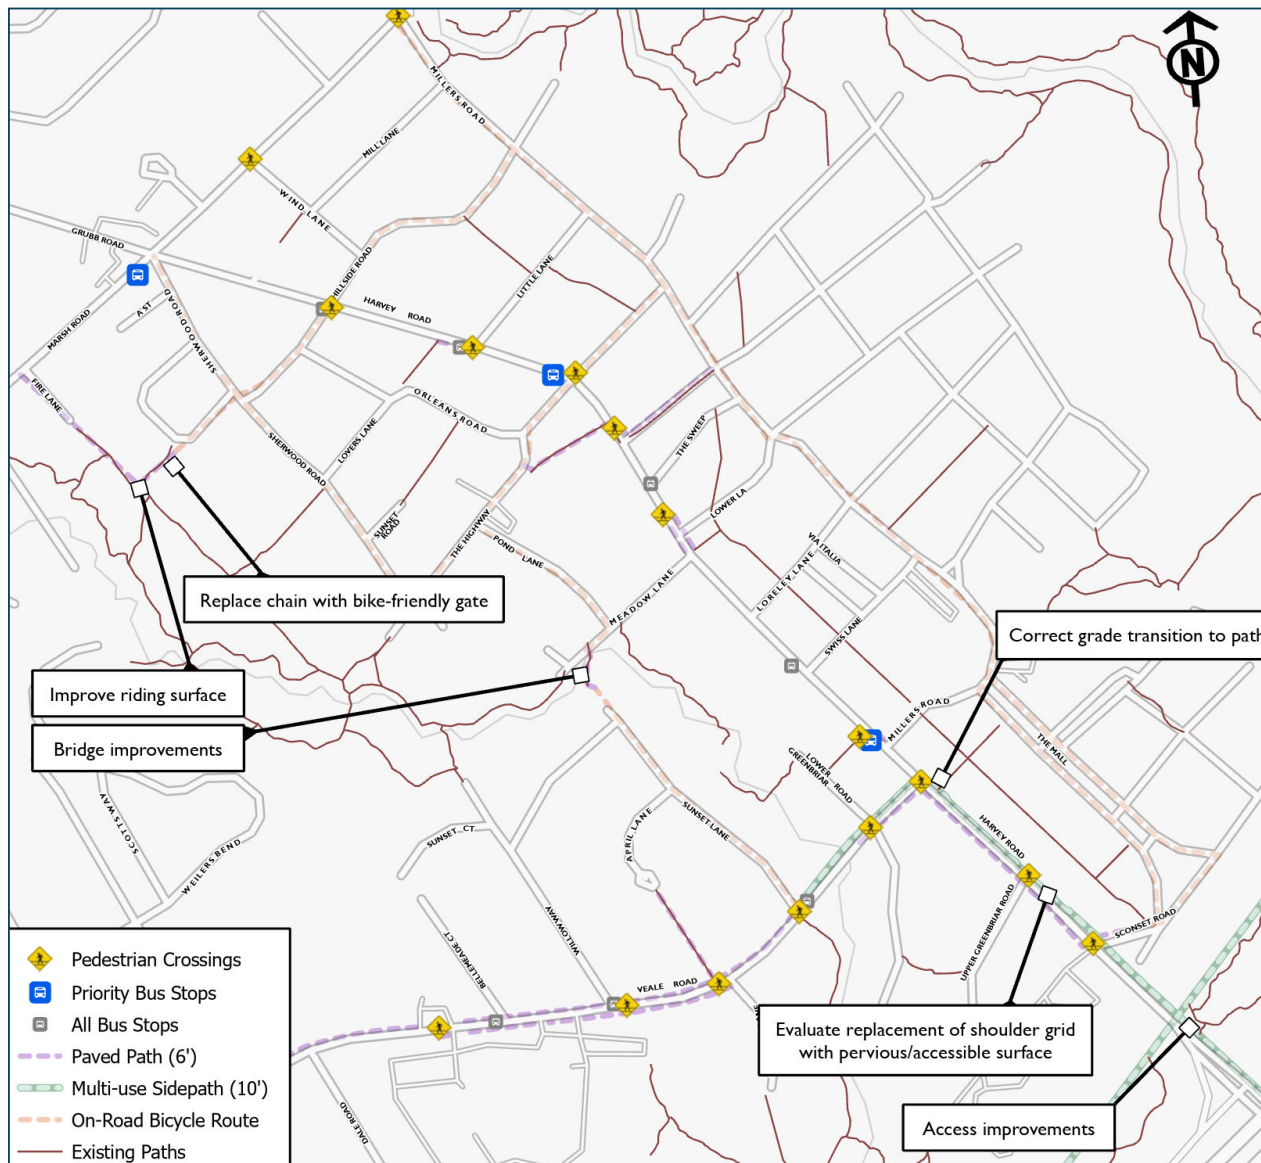 N
MILLERS ROAD
MILL LANE
WIND LANE
GRUBB ROAD
HILLSIDE ROAD
LITTLE LANE
HARVEY ROAD
A ST
SHERWOOD ROAD
MARSH ROAD
FIRE LANE
ORLEANS ROAD
LOVERS LANE
SHERWOOD ROAD
THE SWEEP
SUNSET
ROAD
THE HIGHWAY
LOWER LA
POND LANE
VIA ITALIA
LORELEY LANE
MEADOW LANE
SWISS LANE
Replace chain with bike-friendly gate
Correct grade transition to path
Improve riding surface
Bridge improvements
MILLERS ROAD
THE MALL
LOWER
GREENBRIAR
ROAD
SCOTTS WAY
WEILERS BEND
SUNSET CT
APRIL LANE
SUNSET LANE
HARVEY ROAD
UPPER GREENBRIAR ROAD
SCONSET ROAD
BELLEMEADE CT
WILLOW WAY
VEALE ROAD
DALE ROAD
Evaluate replacement of shoulder grid
with pervious/accessible surface
Access improvements
Pedestrian Crossings
Priority Bus Stops
All Bus Stops
Paved Path (6')
Multi-use Sidepath (10')
On-Road Bicycle Route
Existing Paths